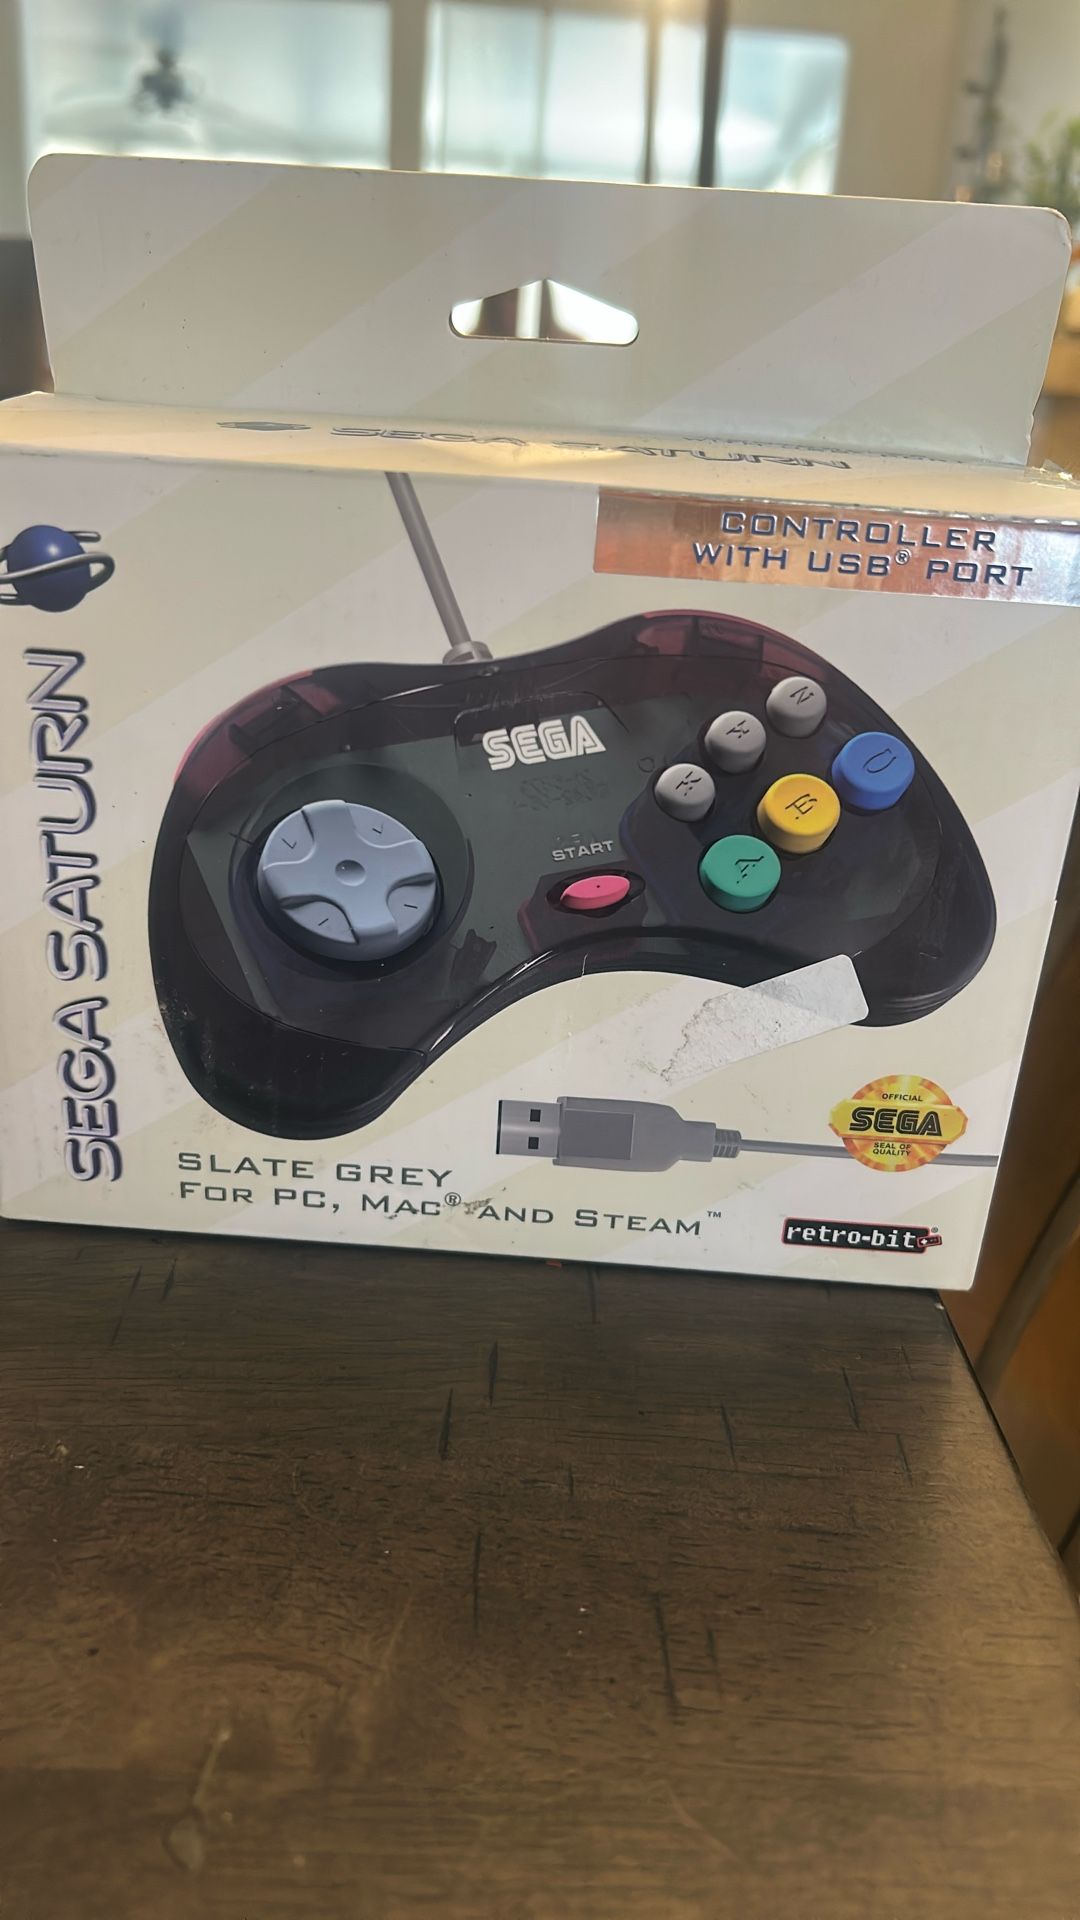 SEGA SATURN
CONTROLLER
WITH USB® PORT
SEGA SATURN
SEGA
START
OFFICIAL
SEGA
SEAL OF
QUALITY
SLATE GREY
FOR PC, MAC® AND STEAM™
retro-bit®